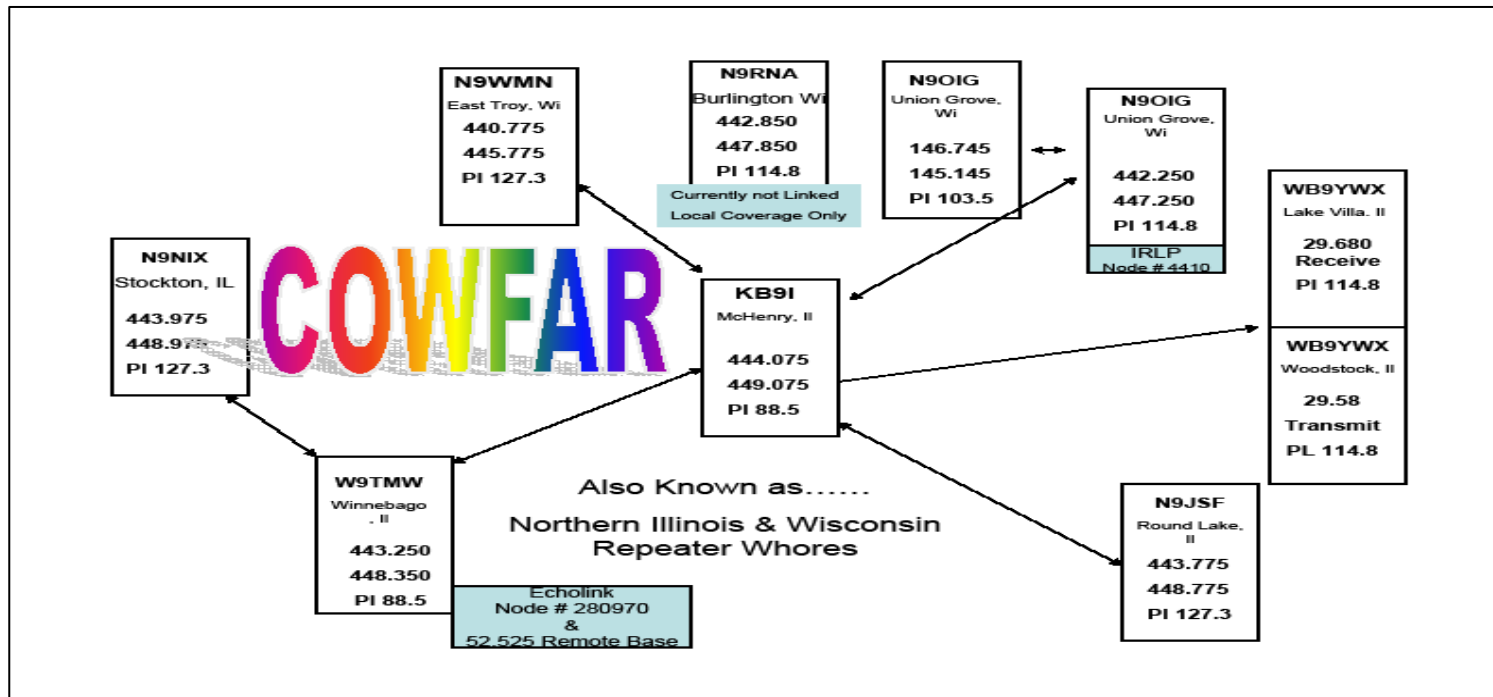 N9WMN
East Troy, Wi
440.775
445.775
PI 127.3
N9RNA
Burlington Wi
442.850
447.850
PI 114.8
Currently not Linked
Local Coverage Only
N9OIG
Union Grove,
Wi
146.745
145.145
PI 103.5
N9OIG
Union Grove,
Wi
442.250
447.250
PI 114.8
IRLP
Node # 4410
WB9YWX
Lake Villa. Il
29.680
Receive
PI 114.8
WB9YWX
Woodstock, Il
29.58
Transmit
PL 114.8
N9NIX
Stockton, IL
443.975
448.975
PI 127.3
COWFAR
KB9I
McHenry, Il
444.075
449.075
PI 88.5
W9TMW
Winnebago
, Il
443.250
448.350
PI 88.5
Echolink
Node # 280970
&
52.525 Remote Base
Also Known as......
Northern Illinois & Wisconsin
Repeater Whores
N9JSF
Round Lake,
Il
443.775
448.775
PI 127.3